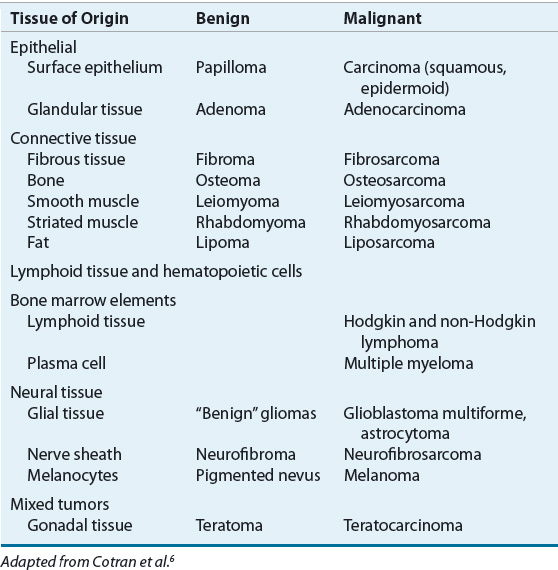 Tissue of Origin Benign Malignant
Epithelial
Surface epithelium Papilloma Carcinoma (squamous,
epidermoid)
Glandular tissue Adenoma Adenocarcinoma
Connective tissue
Fibrous tissue Fibroma Fibrosarcoma
Bone Osteoma Osteosarcoma
Smooth muscle Leiomyoma Leiomyosarcoma
Striated muscle Rhabdomyoma Rhabdomyosarcoma
Fat Lipoma Liposarcoma
Lymphoid tissue and hematopoietic cells
Bone marrow elements
Lymphoid tissue Hodgkin and non-Hodgkin
lymphoma
Plasma cell Multiple myeloma
Neural tissue
Glial tissue “Benign” gliomas Glioblastoma multiforme,
astrocytoma
Nerve sheath Neurofibroma Neurofibrosarcoma
Melanocytes Pigmented nevus Melanoma
Mixed tumors
Gonadal tissue Teratoma Teratocarcinoma
Adapted from Cotran et al.⁶